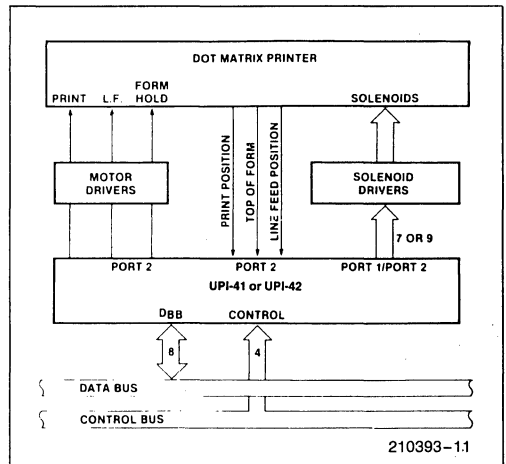 DOT MATRIX PRINTER
PRINT
L.F.
FORM
HOLD
SOLENOIDS
MOTOR
DRIVERS
PRINT POSITION
TOP OF FORM
LINE FEED POSITION
SOLENOID
DRIVERS
7 OR 9
PORT 2
PORT 2
PORT 1/PORT 2
UPI-41 or UPI-42
DBB
CONTROL
8
4
DATA BUS
CONTROL BUS
210393-11